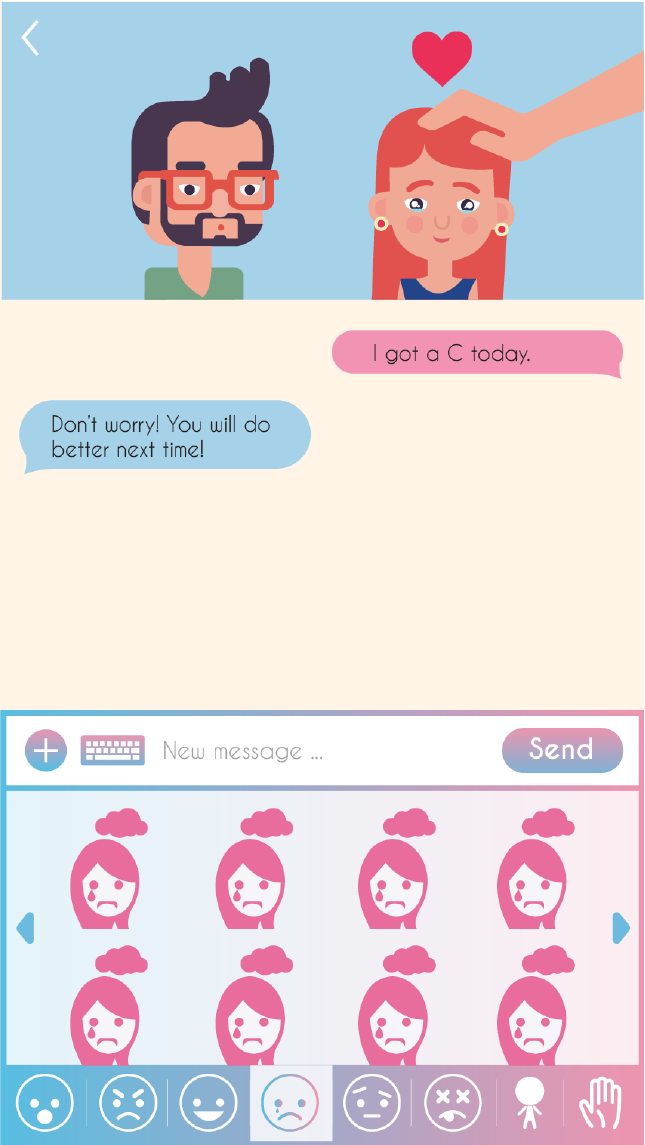 I got a C today.
Don't worry! You will do
better next time!
New message ...
Send